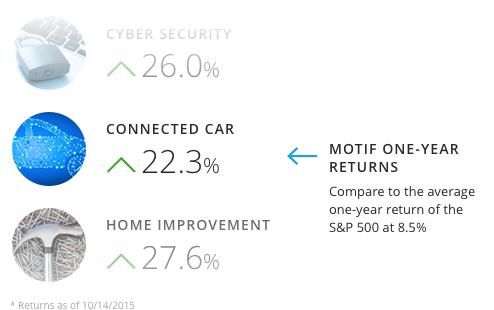 CYBER SECURITY
26.0%
CONNECTED CAR
22.3%
HOME IMPROVEMENT
27.6%
MOTIF ONE-YEAR
RETURNS
Compare to the average
one-year return of the
S&P 500 at 8.5%
* Returns as of 10/14/2015